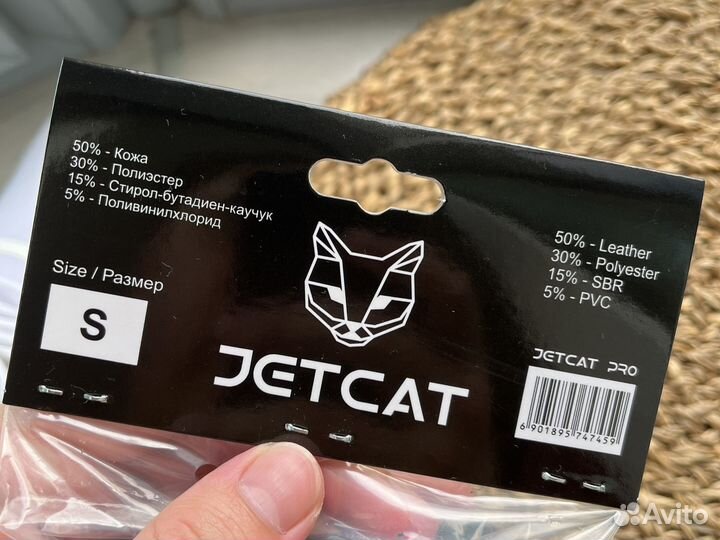 50% - Кожа
30% - Полиэстер
15% - Стирол-бутадиен-каучук
5% - Поливинилхлорид
Size / Размер
S
JETCAT
50% - Leather
30% - Polyester
15% - SBR
5% - PVC
JETCAT PRO
6 901895 747459
Avito